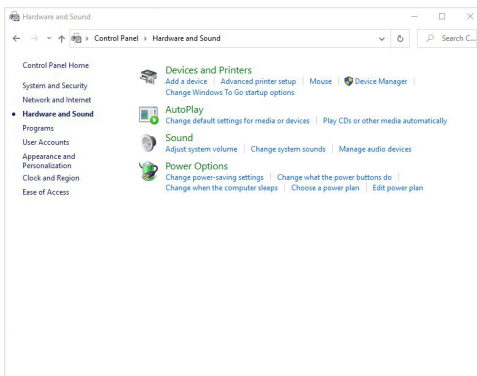 Hardware and Sound
Control Panel > Hardware and Sound
Search C...
Control Panel Home
System and Security
Network and Internet
Hardware and Sound
Programs
User Accounts
Appearance and
Personalization
Clock and Region
Ease of Access
Devices and Printers
Add a device | Advanced printer setup | Mouse | Device Manager |
Change Windows To Go startup options
AutoPlay
Change default settings for media or devices | Play CDs or other media automatically
Sound
Adjust system volume | Change system sounds | Manage audio devices
Power Options
Change power-saving settings | Change what the power buttons do |
Change when the computer sleeps | Choose a power plan | Edit power plan